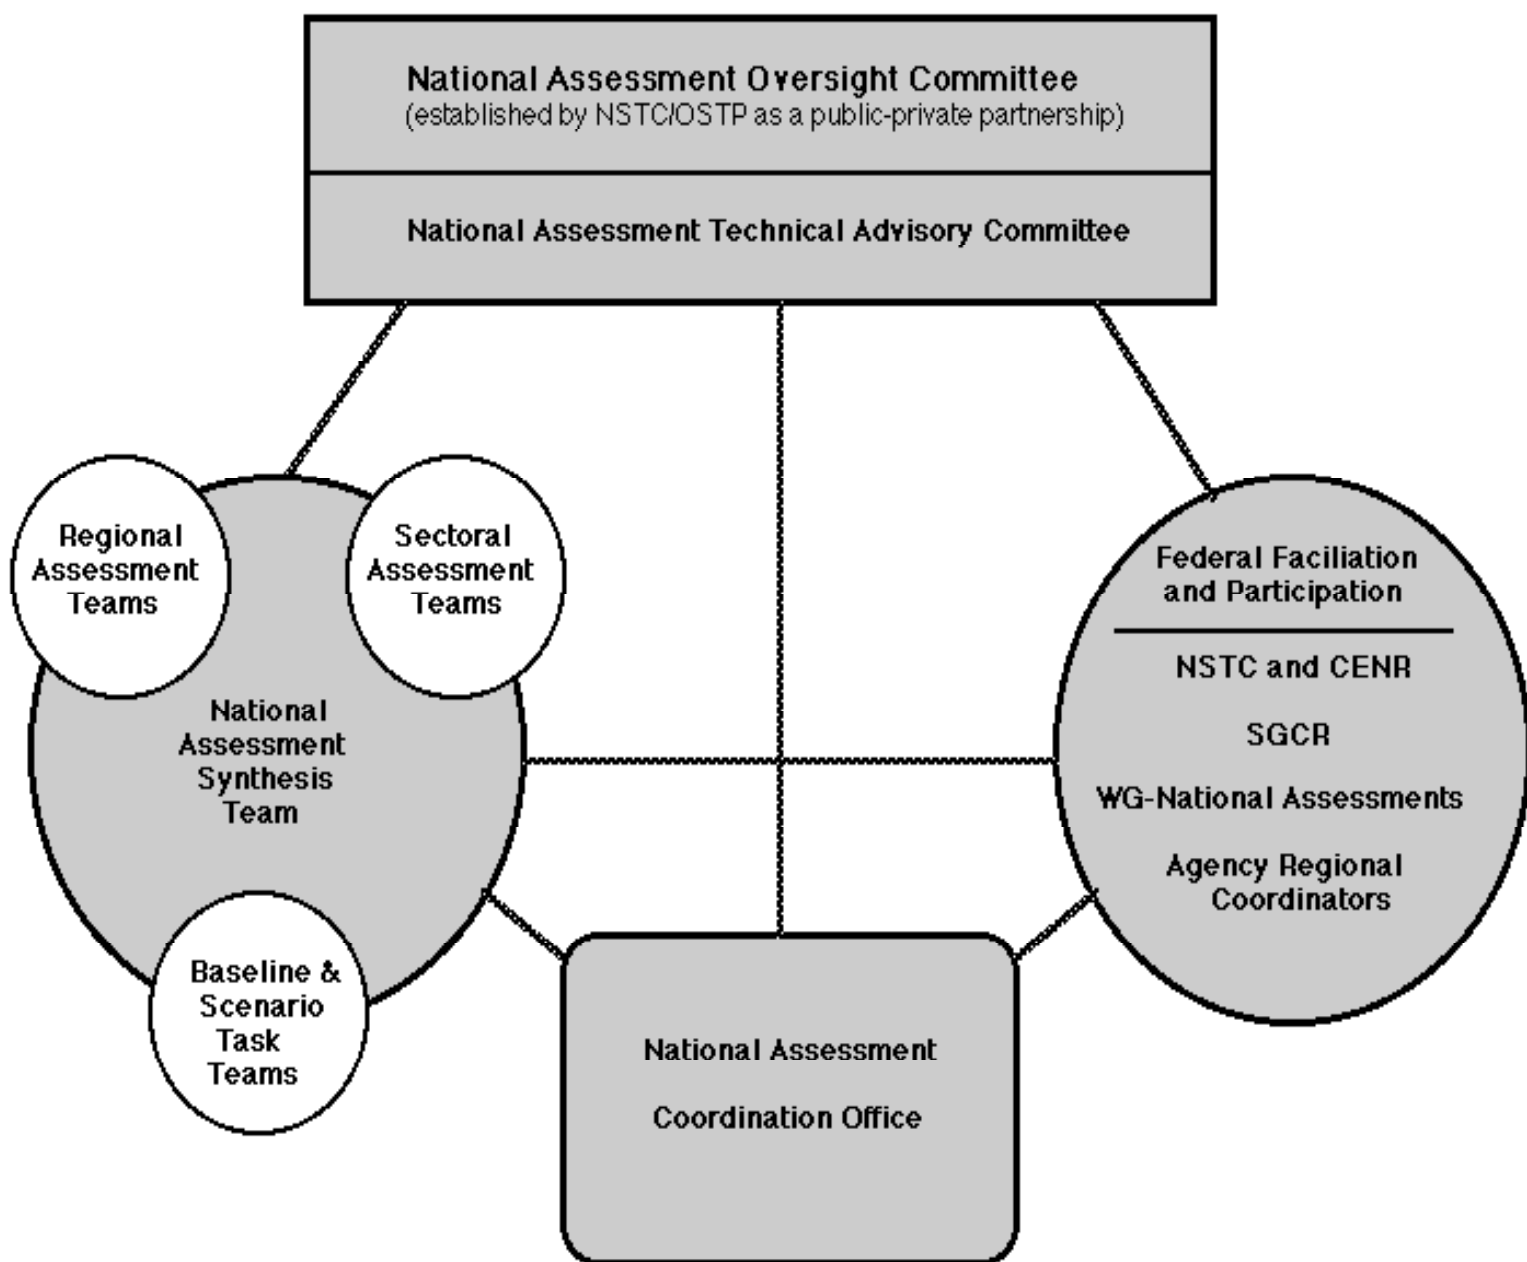 National Assessment Oversight Committee
(established by NSTC/OSTP as a public-private partnership)
National Assessment Technical Advisory Committee
Regional
Assessment
Teams
Sectoral
Assessment
Teams
National
Assessment
Synthesis
Team
Baseline &
Scenario
Task
Teams
Federal Faciliation
and Participation
NSTC and CENR
SGCR
WG-National Assessments
Agency Regional
Coordinators
National Assessment
Coordination Office